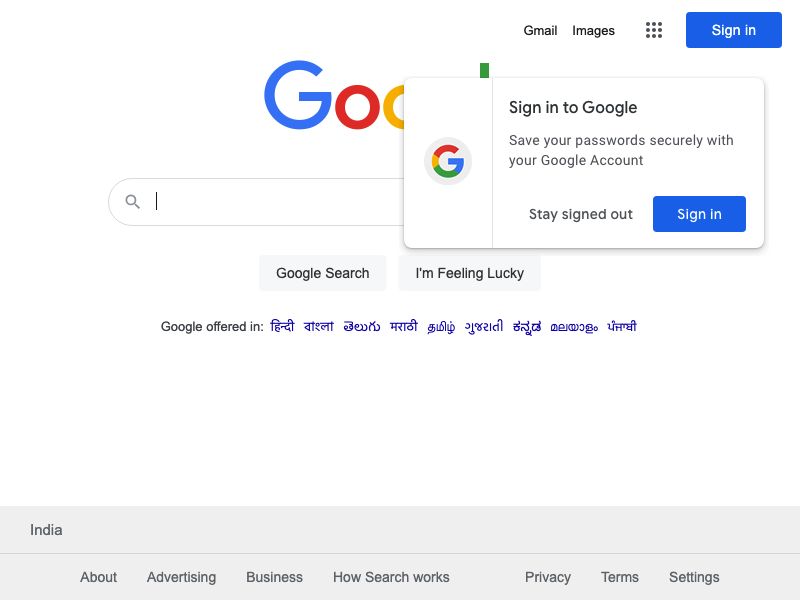 Gmail Images Sign in
Sign in to Google
Save your passwords securely with
your Google Account
Stay signed out Sign in
Google Search I'm Feeling Lucky
Google offered in: हिन्दी বাংলা తెలుగు मराठी தமிழ் ગુજરાતી ಕನ್ನಡ മലയാളം ਪੰਜਾਬੀ
India
About Advertising Business How Search works Privacy Terms Settings